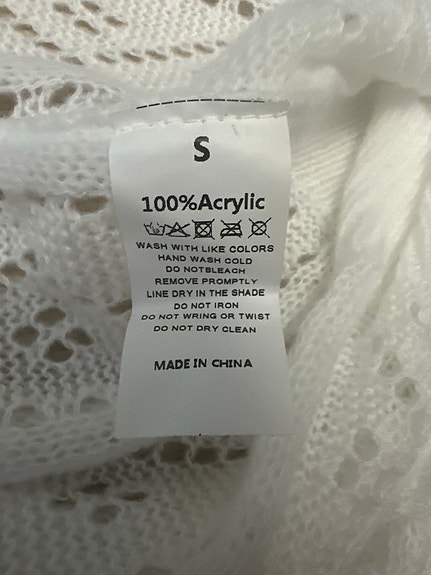 S
100%Acrylic
WASH WITH LIKE COLORS
HAND WASH COLD
DO NOTBLEACH
REMOVE PROMPTLY
LINE DRY IN THE SHADE
DO NOT IRON
DO NOT WRING OR TWIST
DO NOT DRY CLEAN
MADE IN CHINA